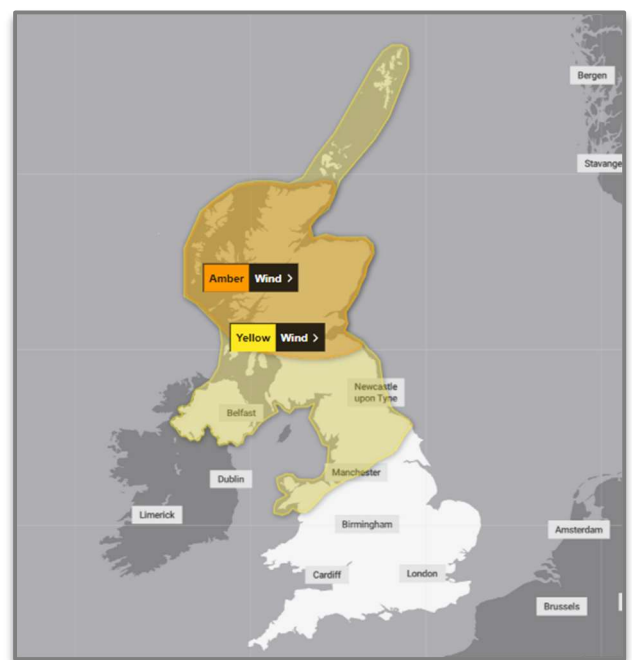 Bergen
Stavange
Amber Wind >
Yellow Wind >
Newcastle
upon Tyne
Belfast
Manchester
Dublin
Limerick
Birmingham
Amsterdam
Cardiff
London
Brussels